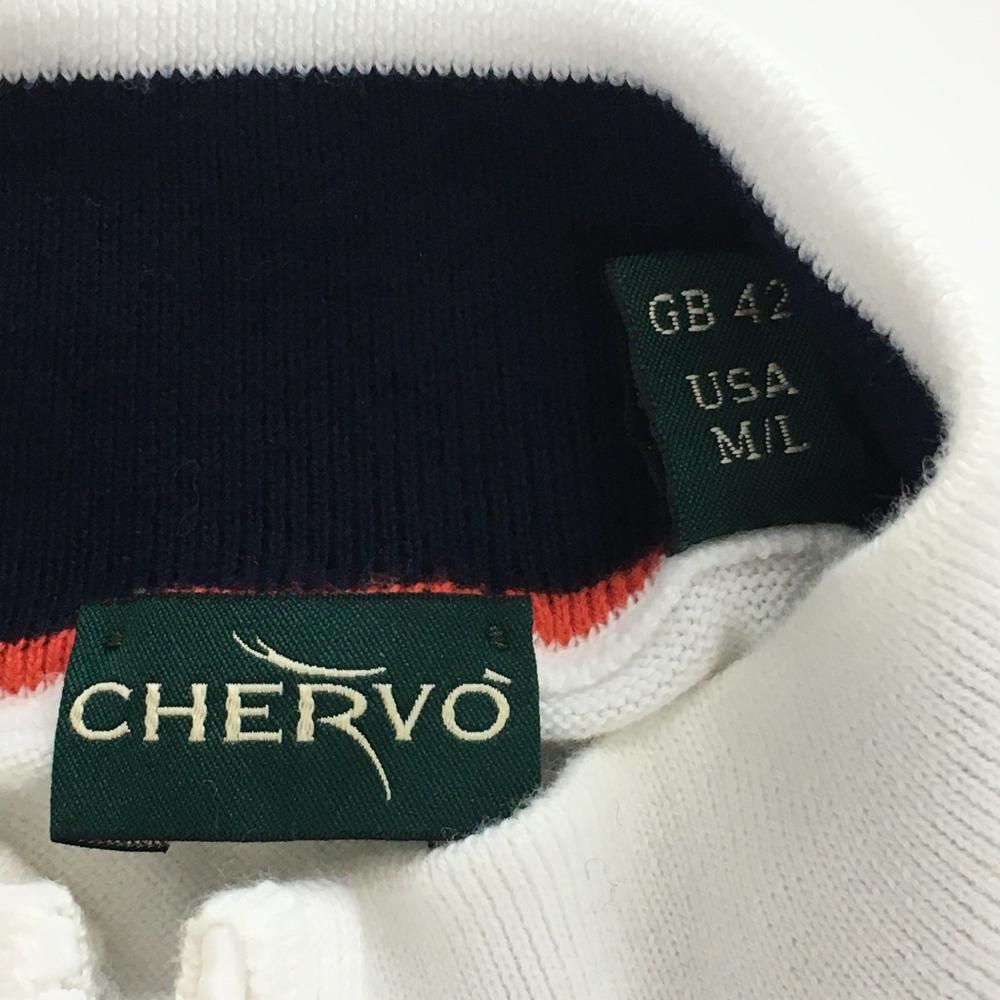 GB 42
USA
M/L
CHERVÒ